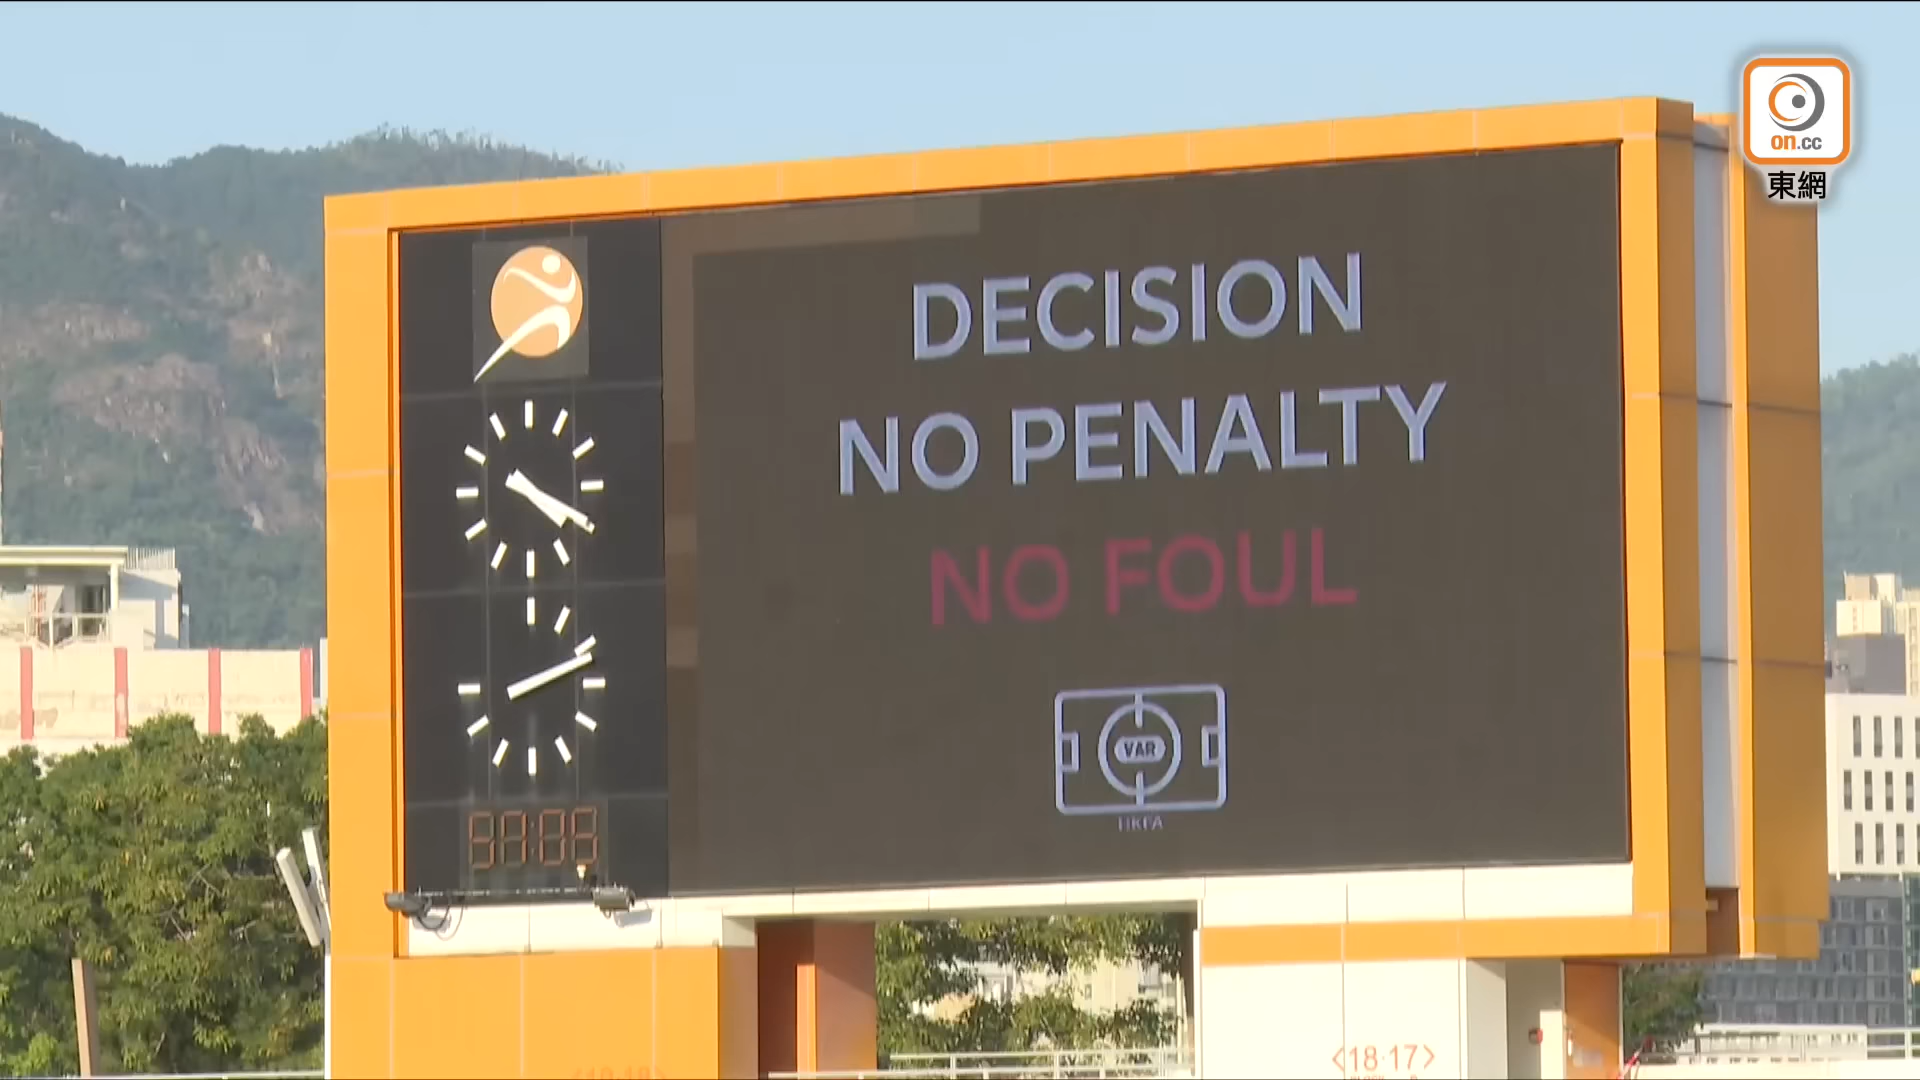 on.cc
東網
DECISION
NO PENALTY
NO FOUL
VAR
HKFA
<18·17>